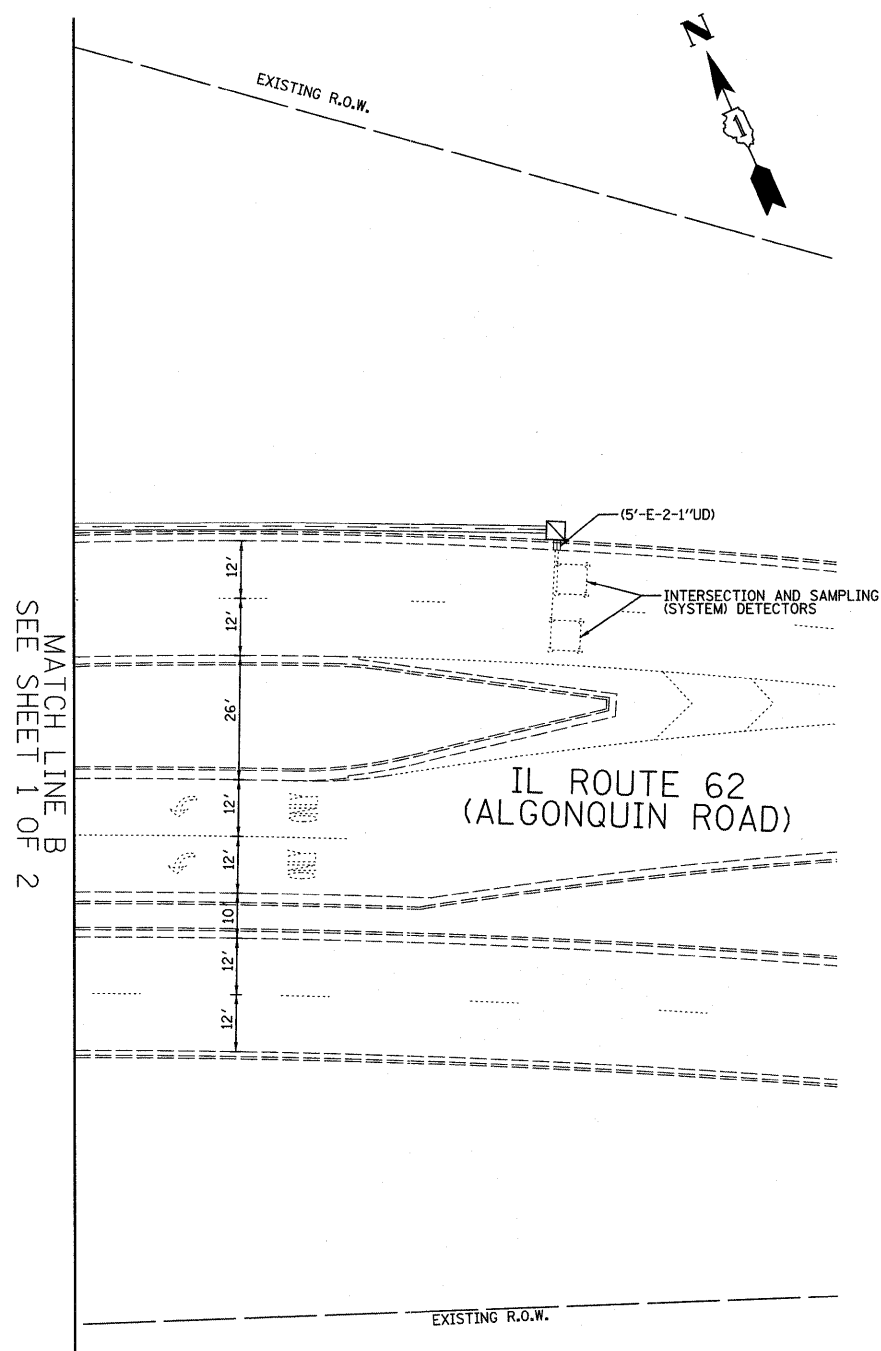 N
1
EXISTING R.O.W.
(5'-E-2-1"UD)
INTERSECTION AND SAMPLING
(SYSTEM) DETECTORS
12'
12'
26'
12'
12'
10'
12'
12'
IL ROUTE 62
(ALGONQUIN ROAD)
MATCH LINE B
SEE SHEET 1 OF 2
EXISTING R.O.W.